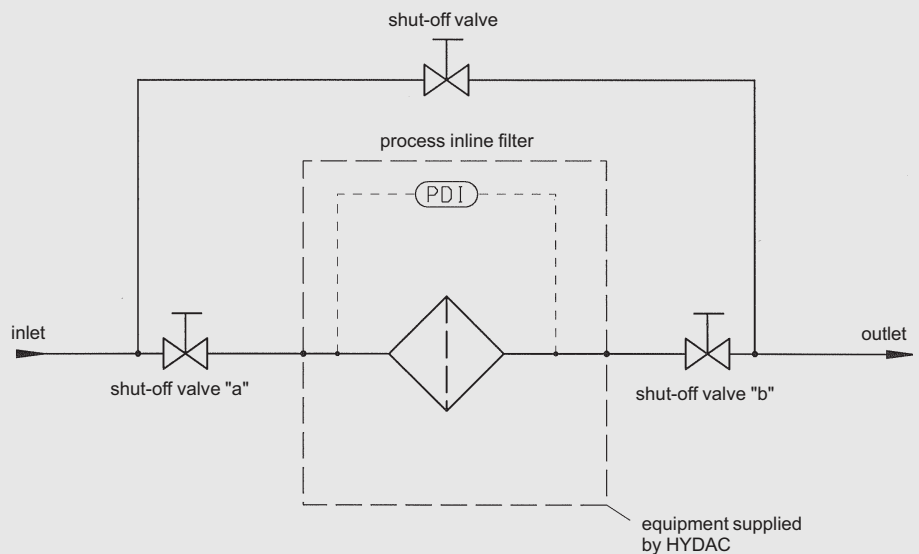 shut-off valve
process inline filter
PDI
inlet
outlet
shut-off valve "a"
shut-off valve "b"
equipment supplied
by HYDAC